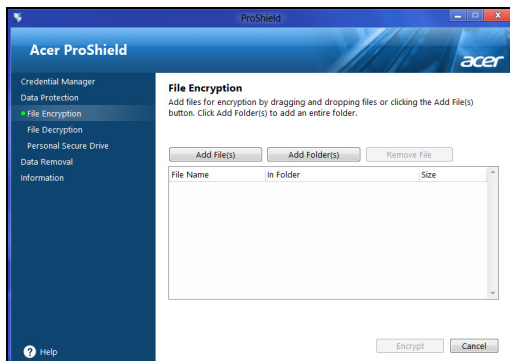 ProShield
Acer ProShield
acer
Credential Manager
Data Protection
File Encryption
File Decryption
Personal Secure Drive
Data Removal
Information
Help
File Encryption
Add files for encryption by dragging and dropping files or clicking the Add File(s)
button. Click Add Folder(s) to add an entire folder.
Add File(s) Add Folder(s) Remove File
File Name In Folder Size
Encrypt Cancel